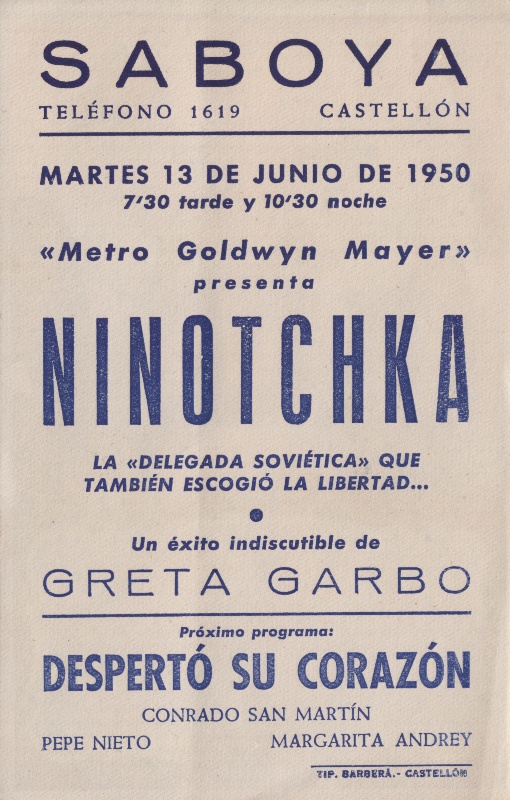 SABOYA
TELÉFONO 1619 CASTELLÓN
MARTES 13 DE JUNIO DE 1950
7'30 tarde y 10'30 noche
«Metro Goldwyn Mayer»
presenta
NINOTCHKA
LA «DELEGADA SOVIÉTICA» QUE
TAMBIÉN ESCOGIÓ LA LIBERTAD...
Un éxito indiscutible de
GRETA GARBO
Próximo programa:
DESPERTÓ SU CORAZÓN
CONRADO SAN MARTÍN
PEPE NIETO MARGARITA ANDREY
TIP. BARBERÁ.- CASTELLÓN